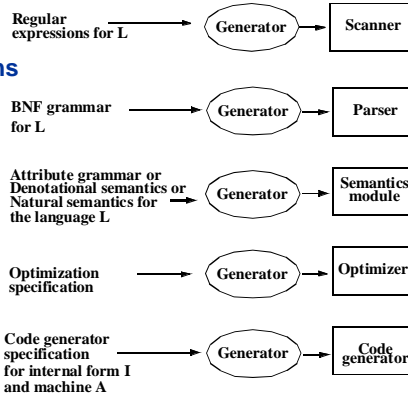 Regular
expressions for L
Generator
Scanner
ns
BNF grammar
for L
Generator
Parser
Attribute grammar or
Denotational semantics or
Natural semantics for
the language L
Generator
Semantics
module
Optimization
specification
Generator
Optimizer
Code generator
specification
for internal form I
and machine A
Generator
Code
generator